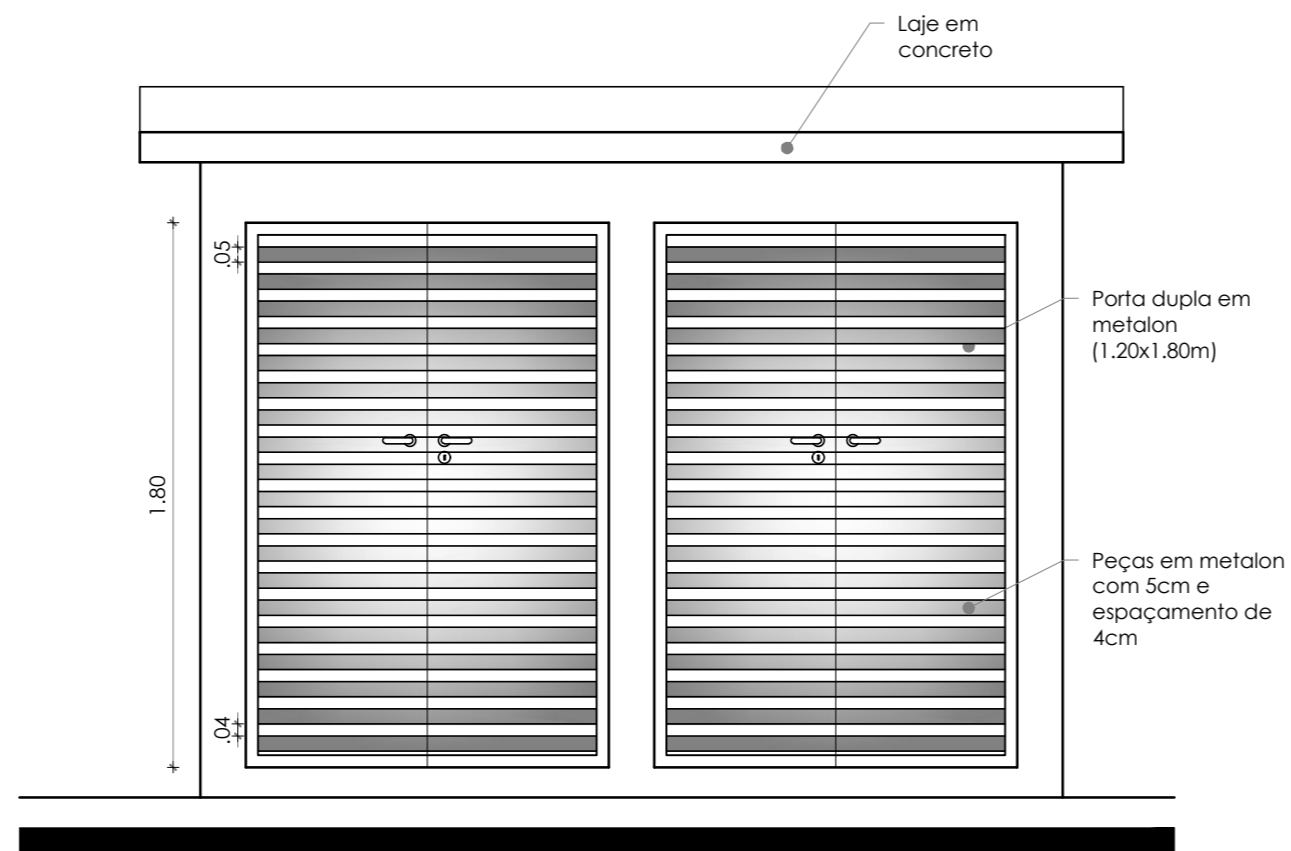 Laje em
concreto
.05
Porta dupla em
metalon
(1.20x1.80m)
1.80
Peças em metalon
com 5cm e
espaçamento de
4cm
.04